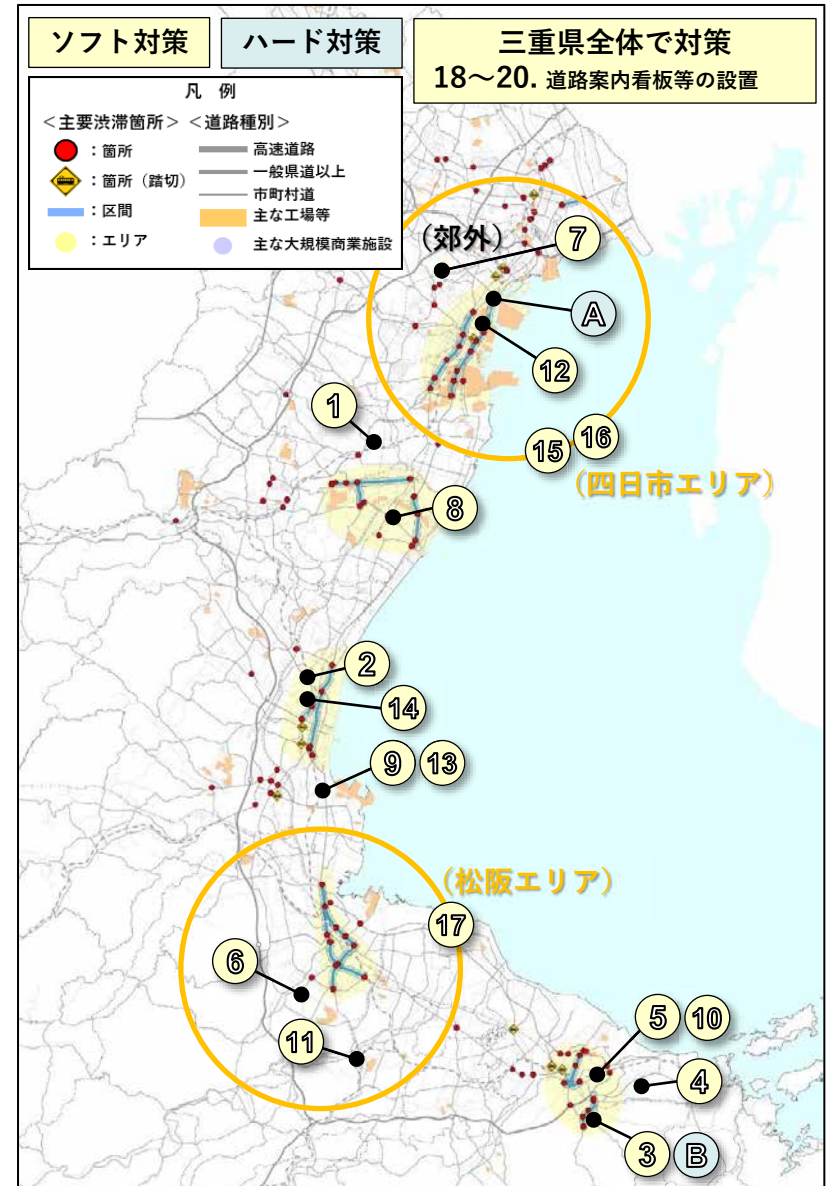 ソフト対策
ハード対策
三重県全体で対策
18～20. 道路案内看板等の設置
凡 例
＜主要渋滞箇所＞ ＜道路種別＞
：箇所
高速道路
：箇所（踏切）
一般県道以上
市町村道
：区間
主な工場等
：エリア
主な大規模商業施設
（郊外）
7
A
12
1
15
16
（四日市エリア）
8
2
14
9
13
（松阪エリア）
17
6
11
5
10
4
3
B